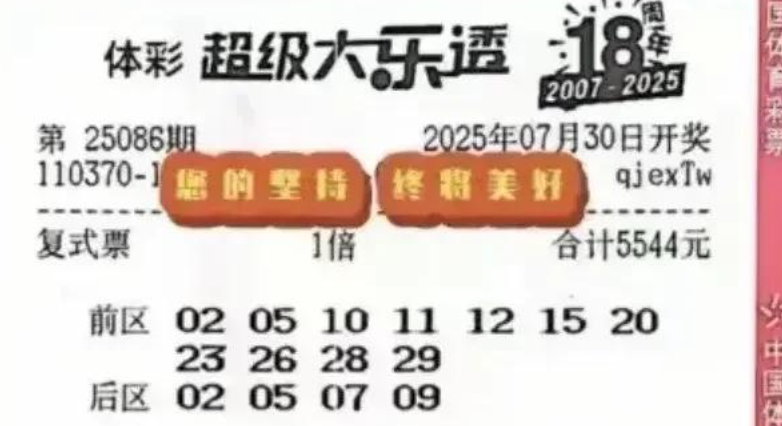 体彩 超级大乐透 18周年
2007-2025
第 25086期 2025年07月30日开奖
110370-1 qjexTw
您的坚持 终将美好
复式票 1倍 合计5544元
前区 02 05 10 11 12 15 20
23 26 28 29
后区 02 05 07 09
国体育彩票
中国体